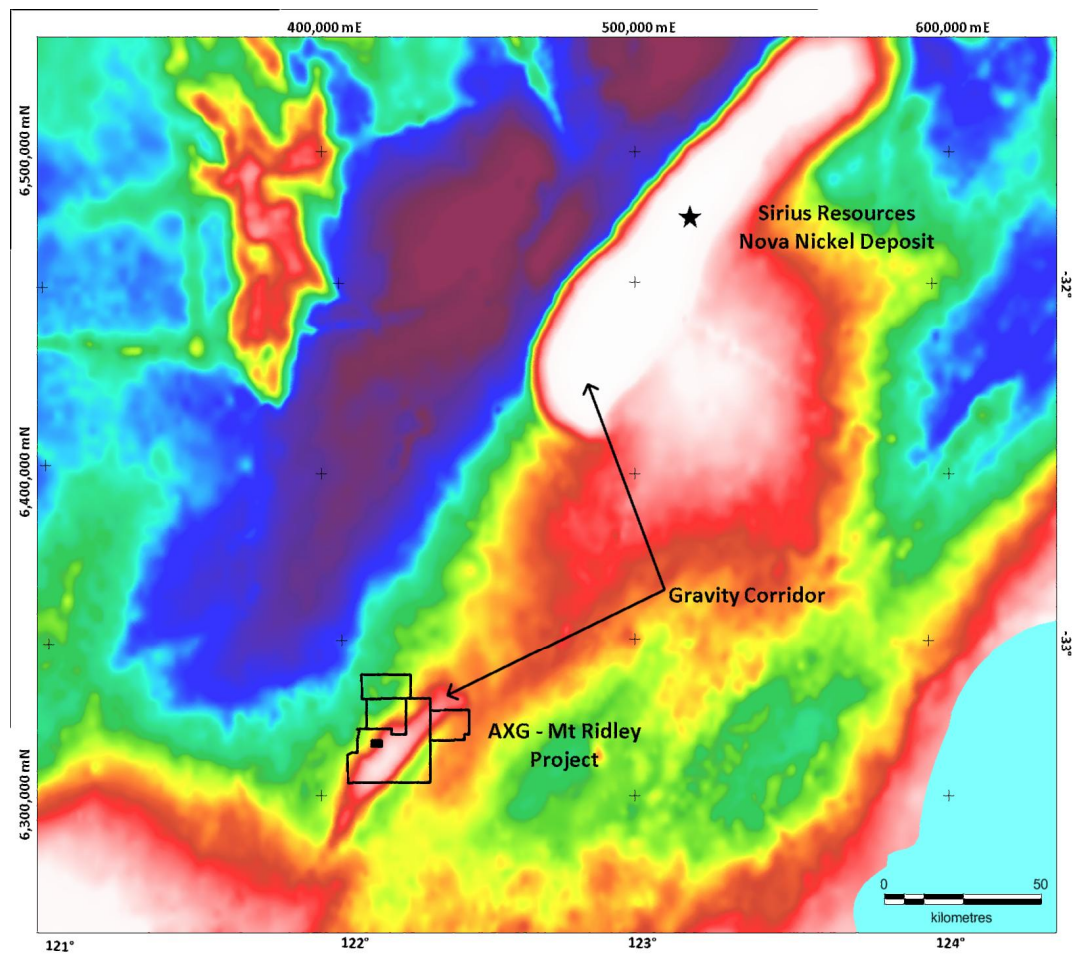 400,000 mE
500,000 mE
600,000 mE
6,500,000 mN
Sirius Resources
Nova Nickel Deposit
-32°
6,400,000 mN
Gravity Corridor
-33°
AXG - Mt Ridley
Project
6,300,000 mN
0
50
kilometres
121°
122°
123°
124°